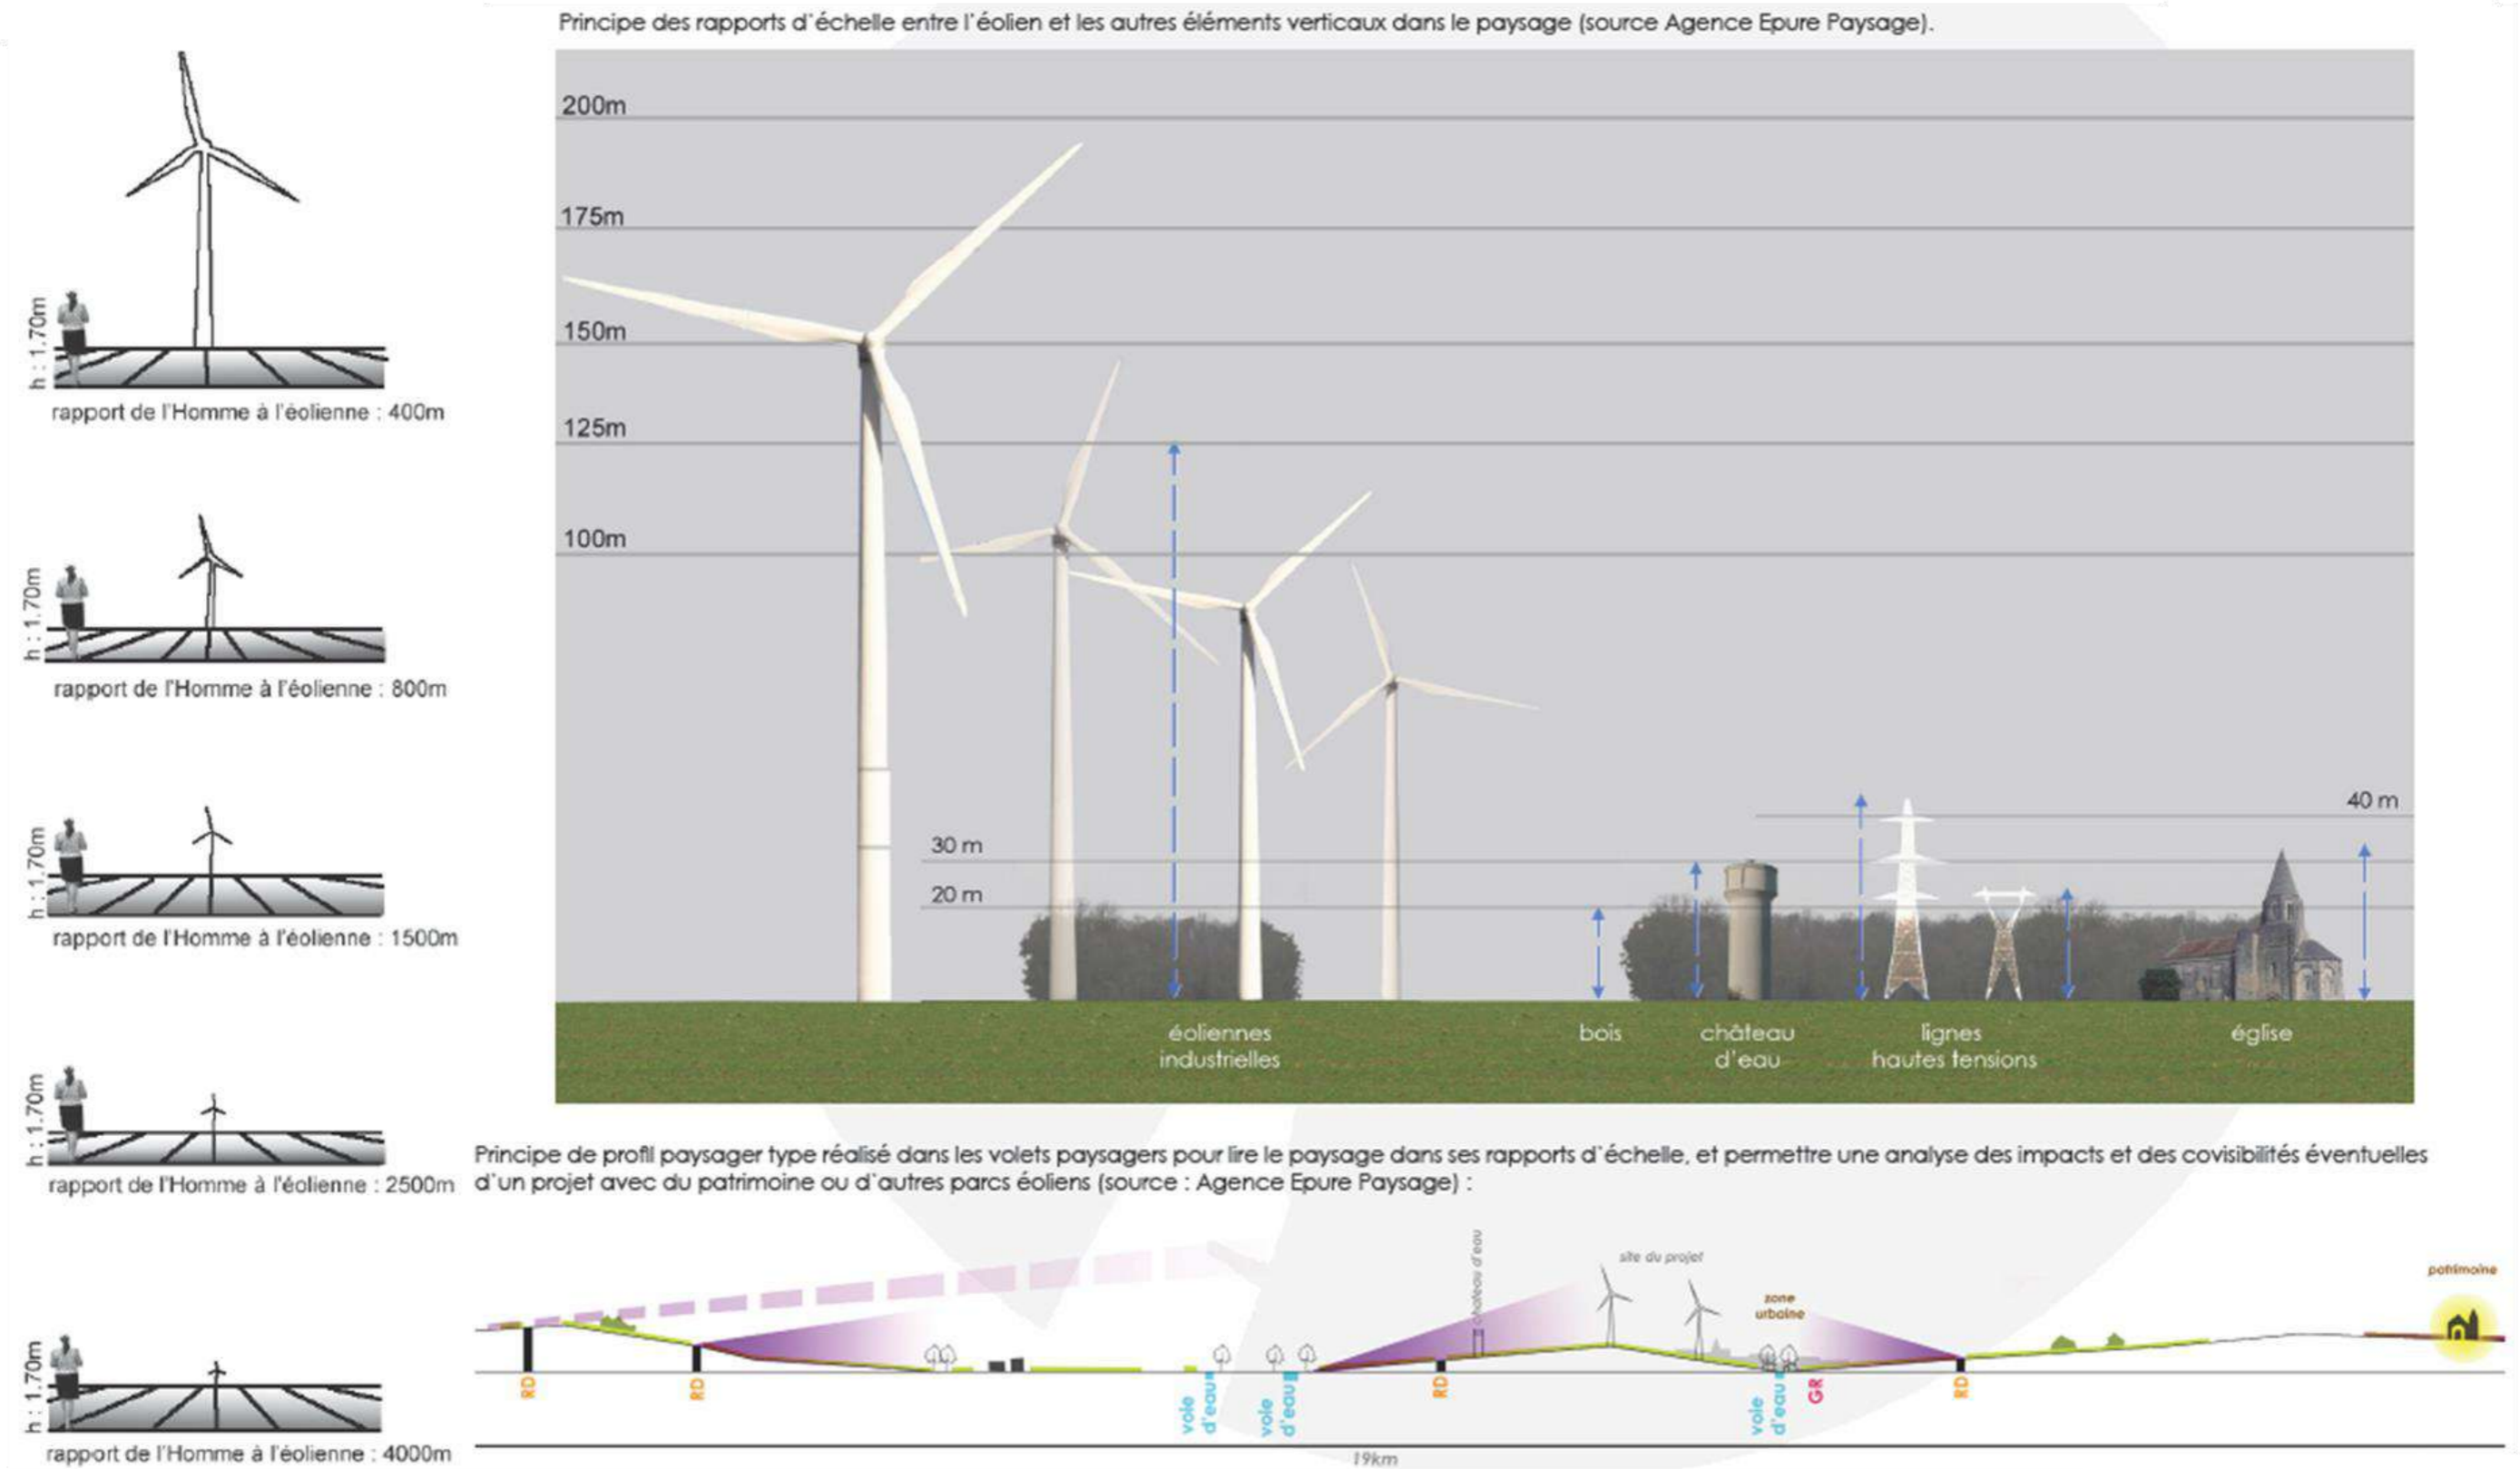 Principe des rapports d'échelle entre l'éolien et les autres éléments verticaux dans le paysage (source Agence Epure Paysage).
h : 1.70m
rapport de l'Homme à l'éolienne : 400m
h : 1.70m
rapport de l'Homme à l'éolienne : 800m
h : 1.70m
rapport de l'Homme à l'éolienne : 1500m
h : 1.70m
rapport de l'Homme à l'éolienne : 2500m
h : 1.70m
rapport de l'Homme à l'éolienne : 4000m
200m
175m
150m
125m
100m
40 m
30 m
20 m
éoliennes
industrielles
bois
château
d'eau
lignes
hautes tensions
église
Principe de profil paysager type réalisé dans les volets paysagers pour lire le paysage dans ses rapports d'échelle, et permettre une analyse des impacts et des covisibilités éventuelles
d'un projet avec du patrimoine ou d'autres parcs éoliens (source : Agence Epure Paysage) :
château d'eau
site du projet
zone
urbaine
patrimoine
RD
RD
voie
d'eau
voie
d'eau
RD
voie
d'eau
GR
RD
19km